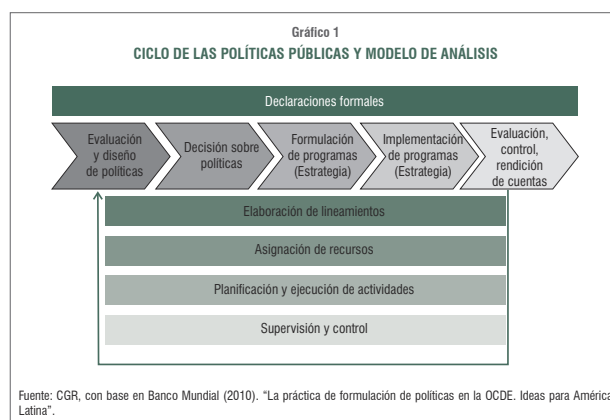 Gráfico 1
CICLO DE LAS POLÍTICAS PÚBLICAS Y MODELO DE ANÁLISIS
Declaraciones formales
Evaluación
y diseño
de políticas
Decisión sobre
políticas
Formulación
de programas
(Estrategia)
Implementación
de programas
(Estrategia)
Evaluación,
control,
rendición
de cuentas
Elaboración de lineamientos
Asignación de recursos
Planificación y ejecución de actividades
Supervisión y control
Fuente: CGR, con base en Banco Mundial (2010). “La práctica de formulación de políticas en la OCDE. Ideas para América
Latina”.